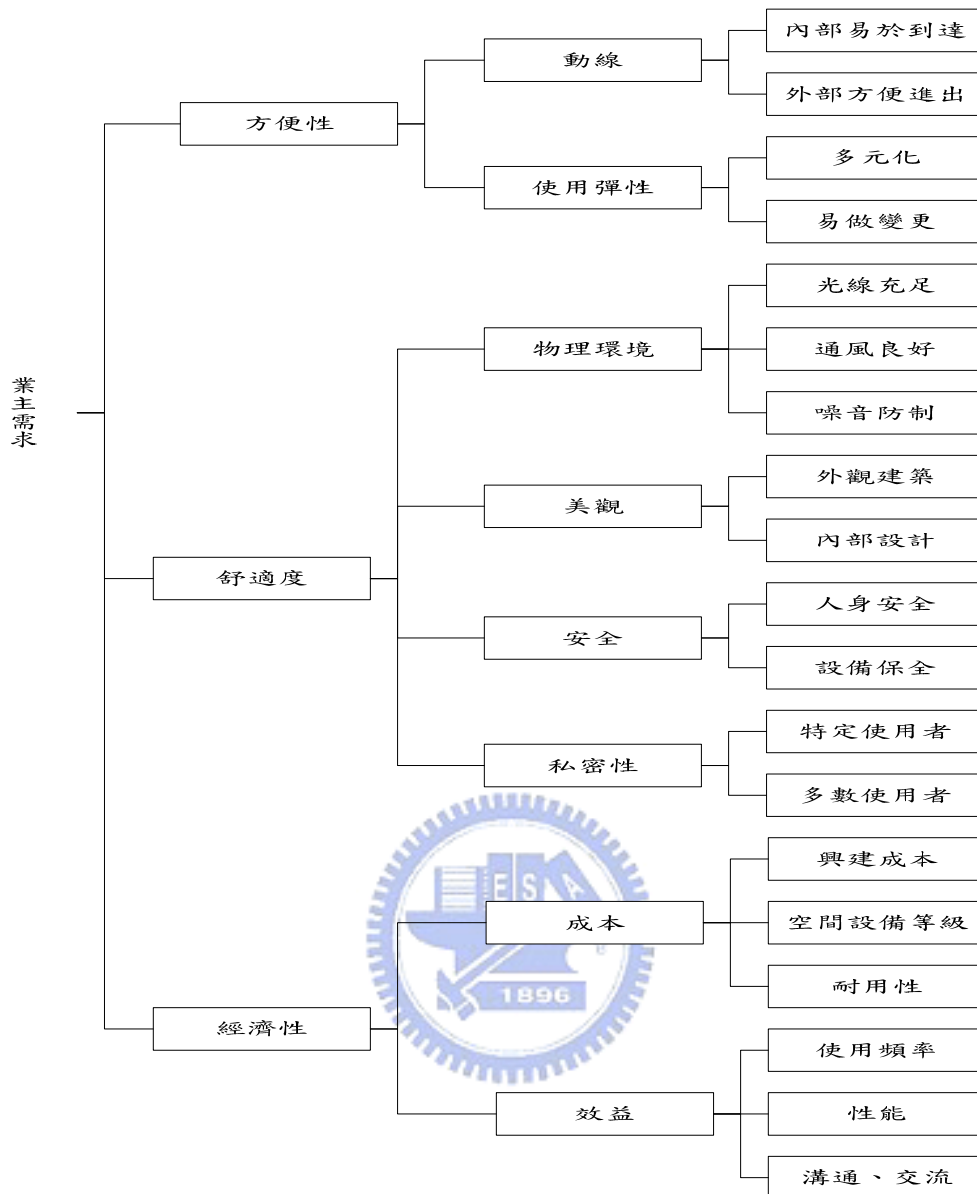 業主需求
方便性
動線
內部易於到達
外部方便進出
使用彈性
多元化
易做變更
舒適度
物理環境
光線充足
通風良好
噪音防制
美觀
外觀建築
內部設計
安全
人身安全
設備保全
私密性
特定使用者
多數使用者
經濟性
成本
興建成本
空間設備等級
耐用性
效益
使用頻率
性能
溝通、交流
E S A
1896